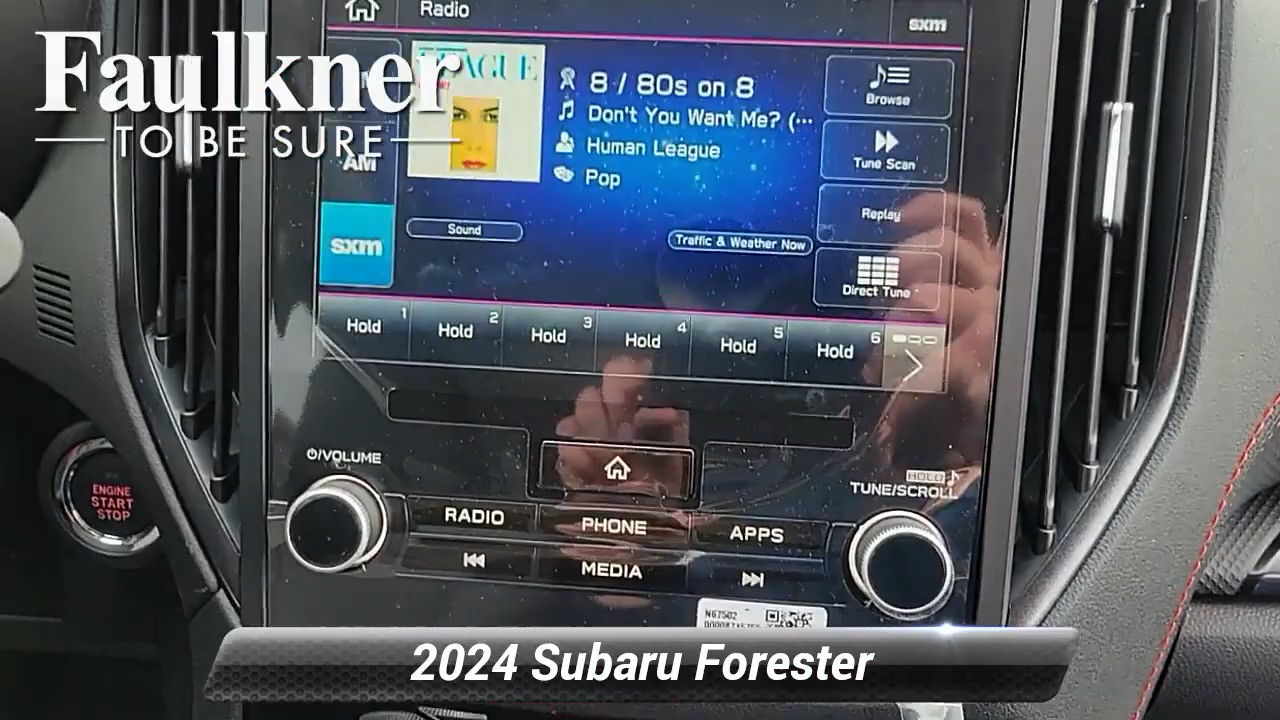 Radio
sxm
Faulkner
TO BE SURE
EAGUE
8 / 80s on 8
Don't You Want Me? (···
Human League
Pop
Browse
Tune Scan
Replay
Direct Tune
AM
sxm
Sound
Traffic & Weather Now
Hold 1
Hold 2
Hold 3
Hold 4
Hold 5
Hold 6
/VOLUME
HOLD
TUNE/SCROLL
ENGINE
START
STOP
RADIO
PHONE
APPS
MEDIA
N67502
2024 Subaru Forester